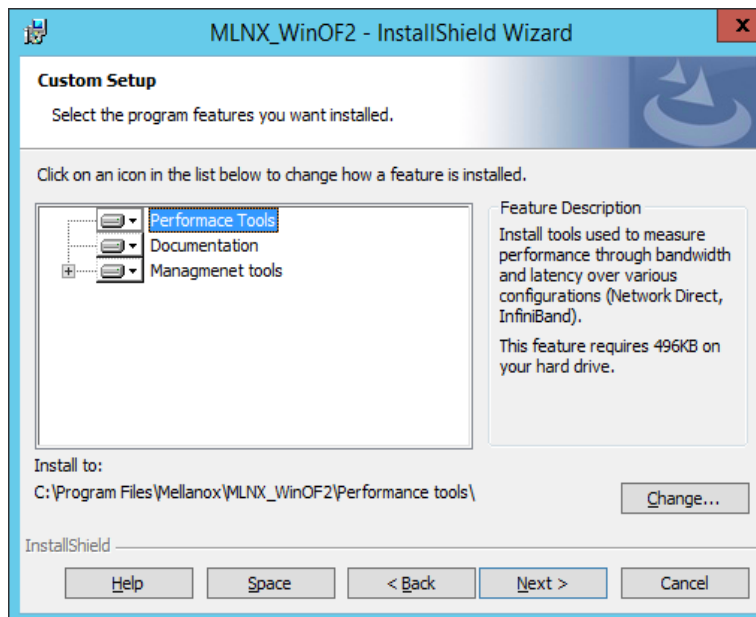 MLNX_WinOF2 - InstallShield Wizard
X
Custom Setup
Select the program features you want installed.
Click on an icon in the list below to change how a feature is installed.
Performace Tools
Documentation
Managmenet tools
Feature Description
Install tools used to measure
performance through bandwidth
and latency over various
configurations (Network Direct,
InfiniBand).
This feature requires 496KB on
your hard drive.
Install to:
C:\Program Files\Mellanox\MLNX_WinOF2\Performance tools\
Change...
InstallShield
Help
Space
< Back
Next >
Cancel